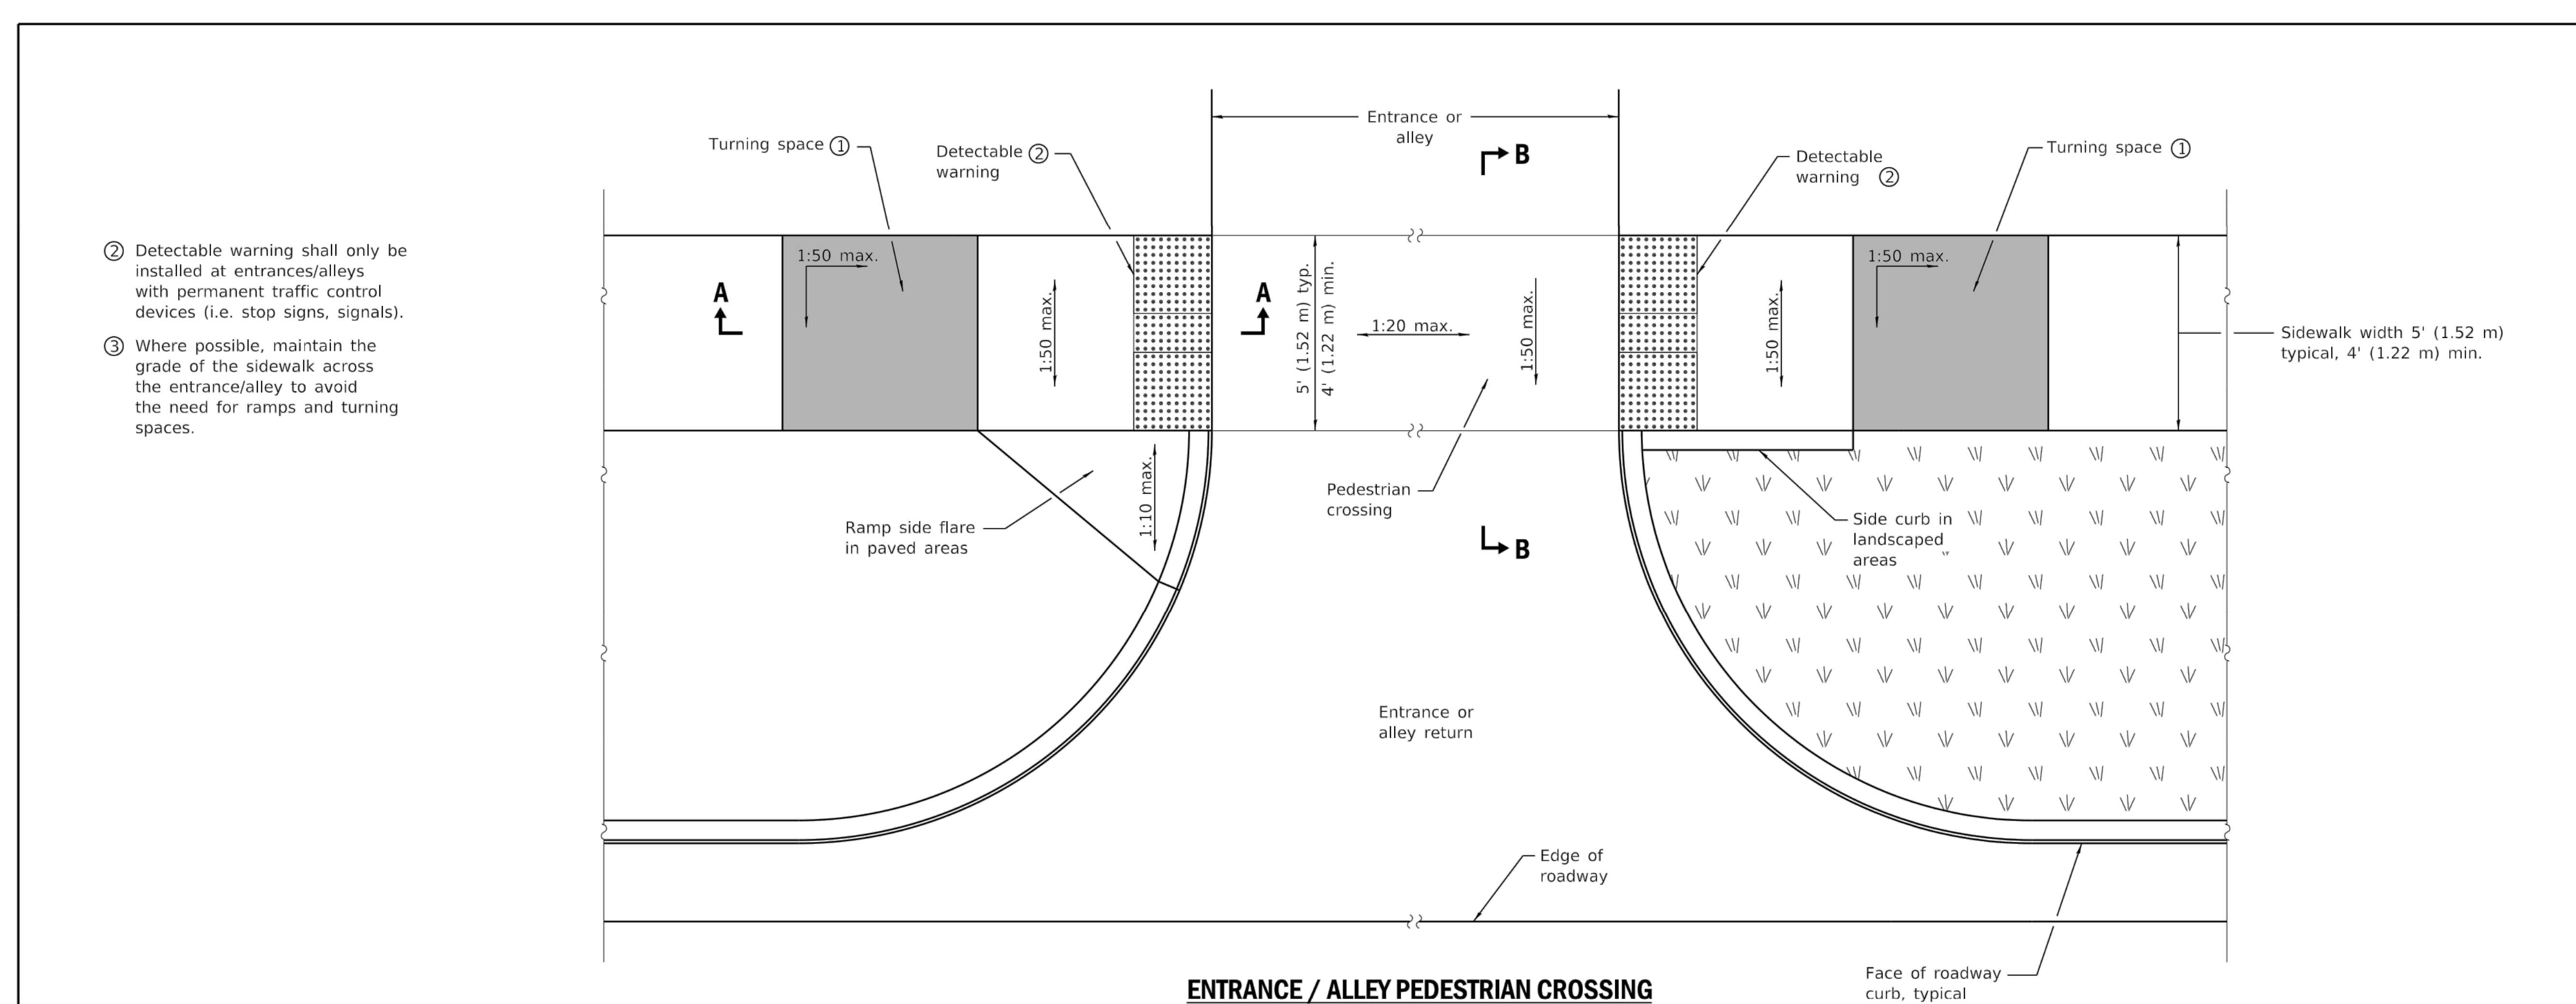 ② Detectable warning shall only be
installed at entrances/alleys
with permanent traffic control
devices (i.e. stop signs, signals).
③ Where possible, maintain the
grade of the sidewalk across
the entrance/alley to avoid
the need for ramps and turning
spaces.
Turning space ①
Detectable ②
warning
Entrance or
alley
B
Detectable
warning ②
Turning space ①
1:50 max.
A
1:50 max.
A
5' (1.52 m) typ.
4' (1.22 m) min.
1:20 max.
1:50 max.
1:50 max.
1:50 max.
Sidewalk width 5' (1.52 m)
typical, 4' (1.22 m) min.
1:10 max.
Ramp side flare
in paved areas
Pedestrian
crossing
B
Side curb in
landscaped
areas
Entrance or
alley return
Edge of
roadway
Face of roadway
curb, typical
ENTRANCE / ALLEY PEDESTRIAN CROSSING